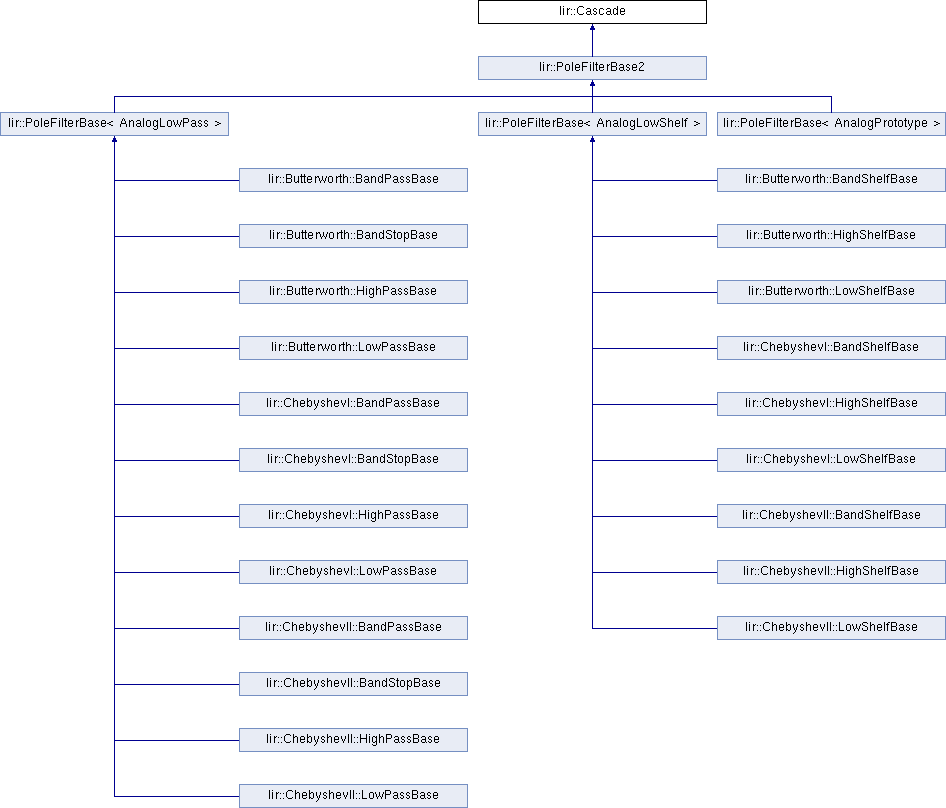 Iir::Cascade
Iir::PoleFilterBase2
Iir::PoleFilterBase< AnalogLowPass >
Iir::PoleFilterBase< AnalogLowShelf >
Iir::PoleFilterBase< AnalogPrototype >
Iir::Butterworth::BandPassBase
Iir::Butterworth::BandStopBase
Iir::Butterworth::HighPassBase
Iir::Butterworth::LowPassBase
Iir::ChebyshevI::BandPassBase
Iir::ChebyshevI::BandStopBase
Iir::ChebyshevI::HighPassBase
Iir::ChebyshevI::LowPassBase
Iir::ChebyshevII::BandPassBase
Iir::ChebyshevII::BandStopBase
Iir::ChebyshevII::HighPassBase
Iir::ChebyshevII::LowPassBase
Iir::Butterworth::BandShelfBase
Iir::Butterworth::HighShelfBase
Iir::Butterworth::LowShelfBase
Iir::ChebyshevI::BandShelfBase
Iir::ChebyshevI::HighShelfBase
Iir::ChebyshevI::LowShelfBase
Iir::ChebyshevII::BandShelfBase
Iir::ChebyshevII::HighShelfBase
Iir::ChebyshevII::LowShelfBase